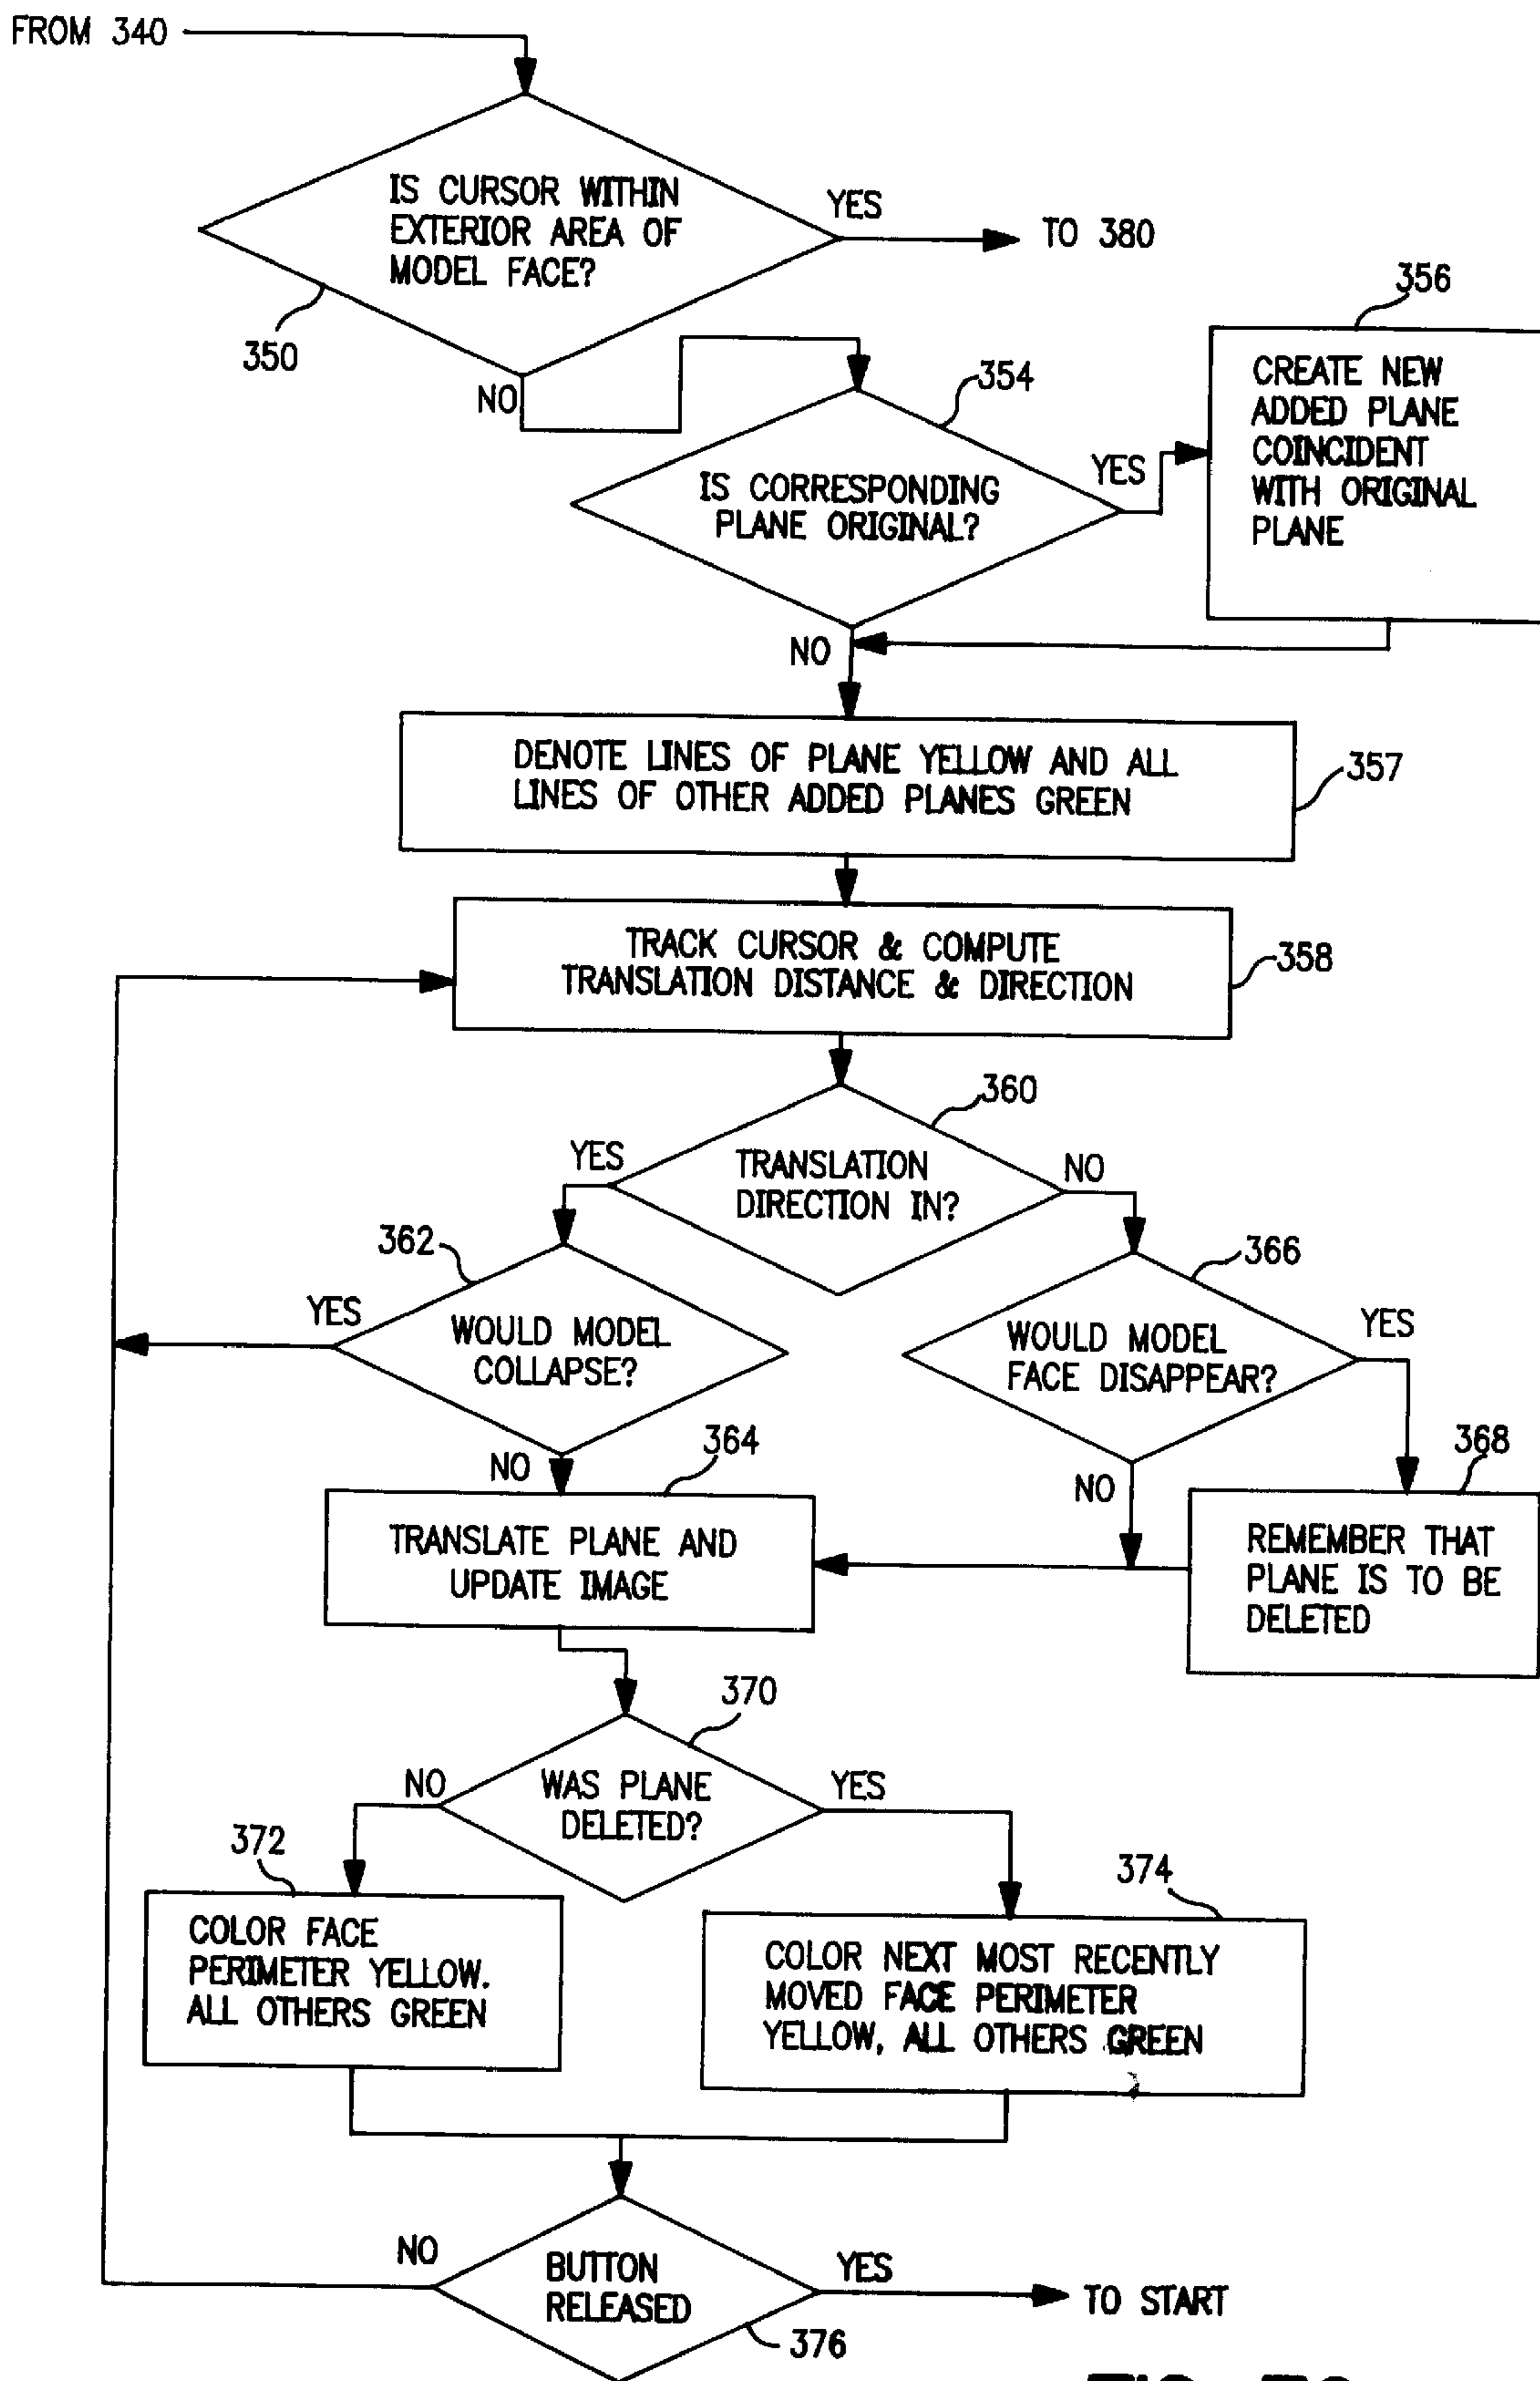 FROM 340
IS CURSOR WITHIN
EXTERIOR AREA OF
MODEL FACE?
YES
TO 380
350
NO
354
356
CREATE NEW
ADDED PLANE
COINCIDENT
WITH ORIGINAL
PLANE
IS CORRESPONDING
PLANE ORIGINAL?
YES
NO
DENOTE LINES OF PLANE YELLOW AND ALL
LINES OF OTHER ADDED PLANES GREEN
357
TRACK CURSOR & COMPUTE
TRANSLATION DISTANCE & DIRECTION
358
360
YES
TRANSLATION
DIRECTION IN?
NO
362
366
YES
WOULD MODEL
COLLAPSE?
WOULD MODEL
FACE DISAPPEAR?
YES
NO
364
NO
368
TRANSLATE PLANE AND
UPDATE IMAGE
REMEMBER THAT
PLANE IS TO BE
DELETED
370
NO
WAS PLANE
DELETED?
YES
372
374
COLOR FACE
PERIMETER YELLOW.
ALL OTHERS GREEN
COLOR NEXT MOST RECENTLY
MOVED FACE PERIMETER
YELLOW, ALL OTHERS GREEN
NO
BUTTON
RELEASED
YES
TO START
376